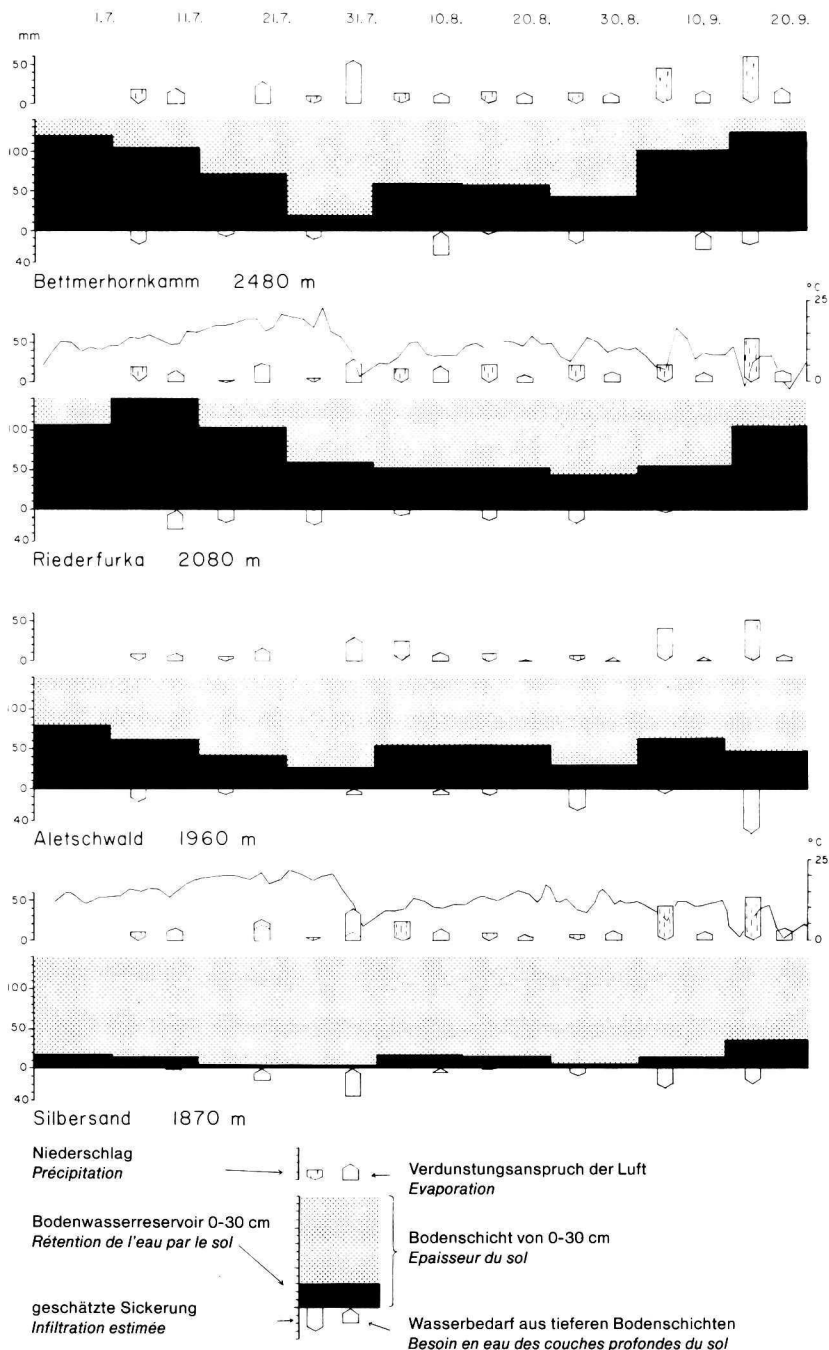 1.7. 11.7. 21.7. 31.7. 10.8. 20.8. 30.8. 10.9. 20.9.
mm
50
0
100
50
0
40
Bettmerhornkamm 2480 m
°C
25
50
0
0
100
50
0
40
Riederfurka 2080 m
50
0
100
50
0
40
Aletschwald 1960 m
°C
25
50
0
0
100
50
0
40
Silbersand 1870 m
Niederschlag
Précipitation
Verdunstungsanspruch der Luft
Evaporation
Bodenwasserreservoir 0-30 cm
Rétention de l'eau par le sol
Bodenschicht von 0-30 cm
Epaisseur du sol
geschätzte Sickerung
Infiltration estimée
Wasserbedarf aus tieferen Bodenschichten
Besoin en eau des couches profondes du sol